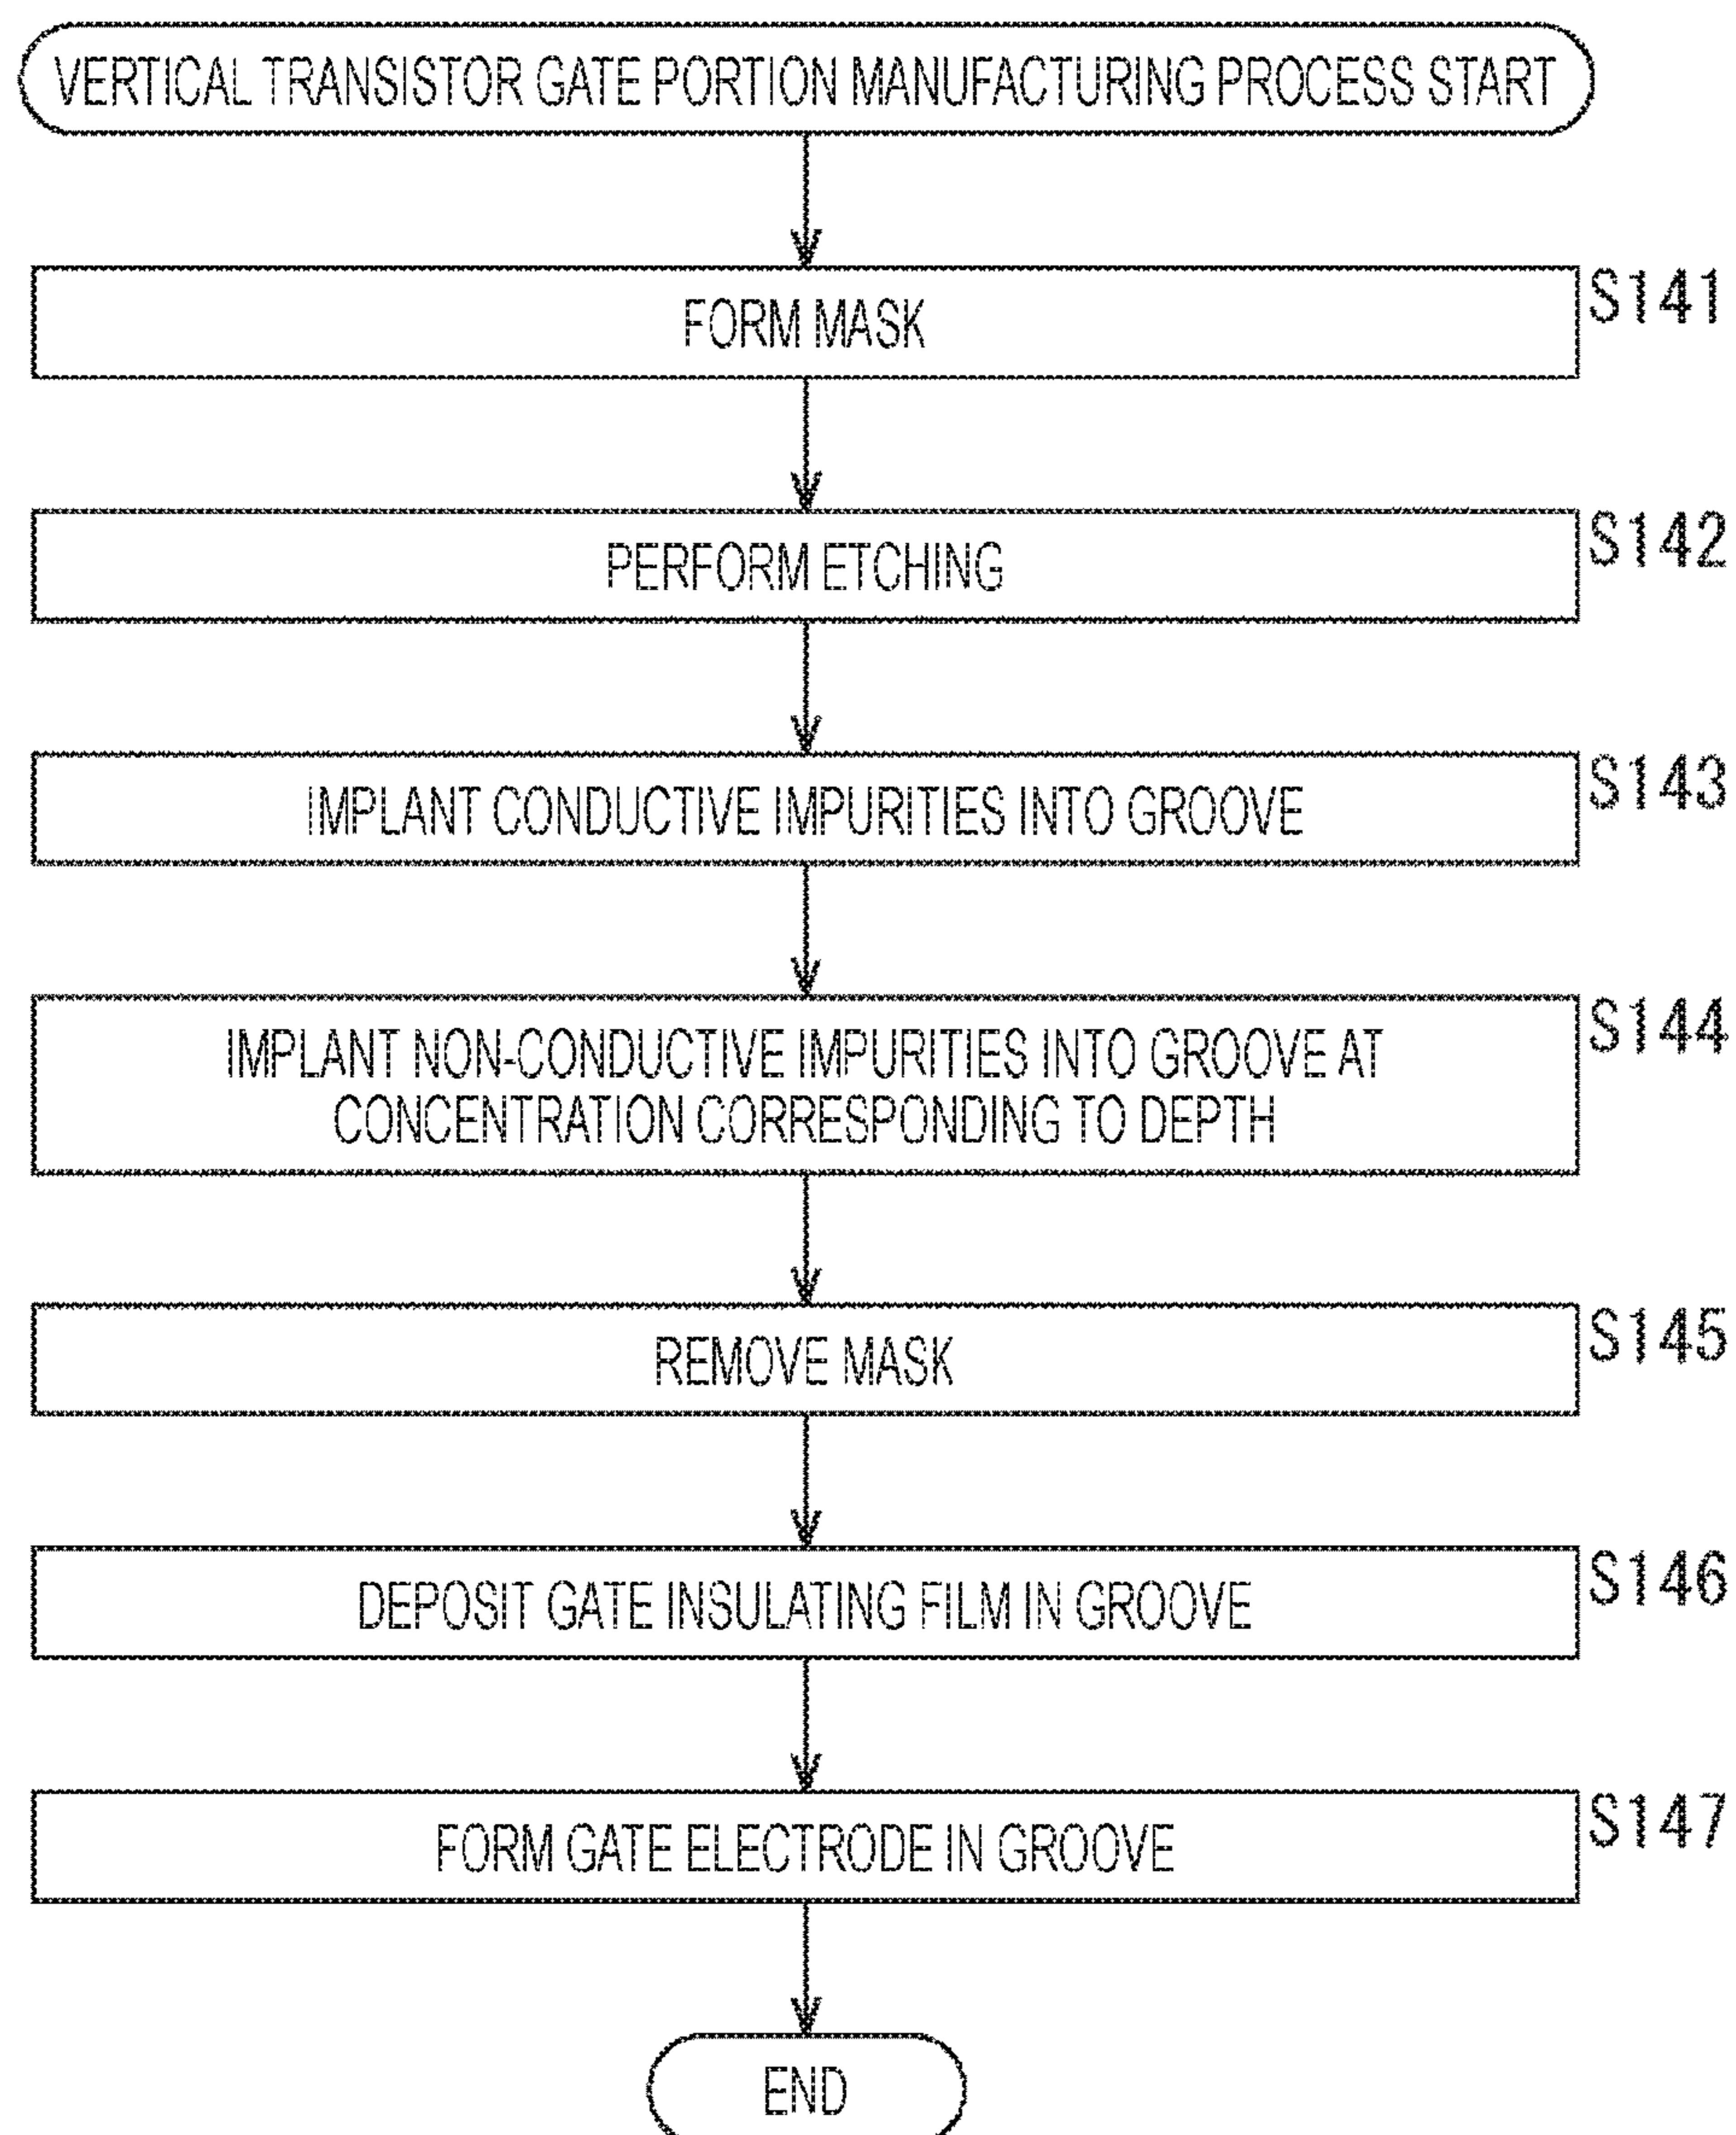 VERTICAL TRANSISTOR GATE PORTION MANUFACTURING PROCESS START
FORM MASK
S141
PERFORM ETCHING
S142
IMPLANT CONDUCTIVE IMPURITIES INTO GROOVE
S143
IMPLANT NON-CONDUCTIVE IMPURITIES INTO GROOVE AT
CONCENTRATION CORRESPONDING TO DEPTH
S144
REMOVE MASK
S145
DEPOSIT GATE INSULATING FILM IN GROOVE
S146
FORM GATE ELECTRODE IN GROOVE
S147
END